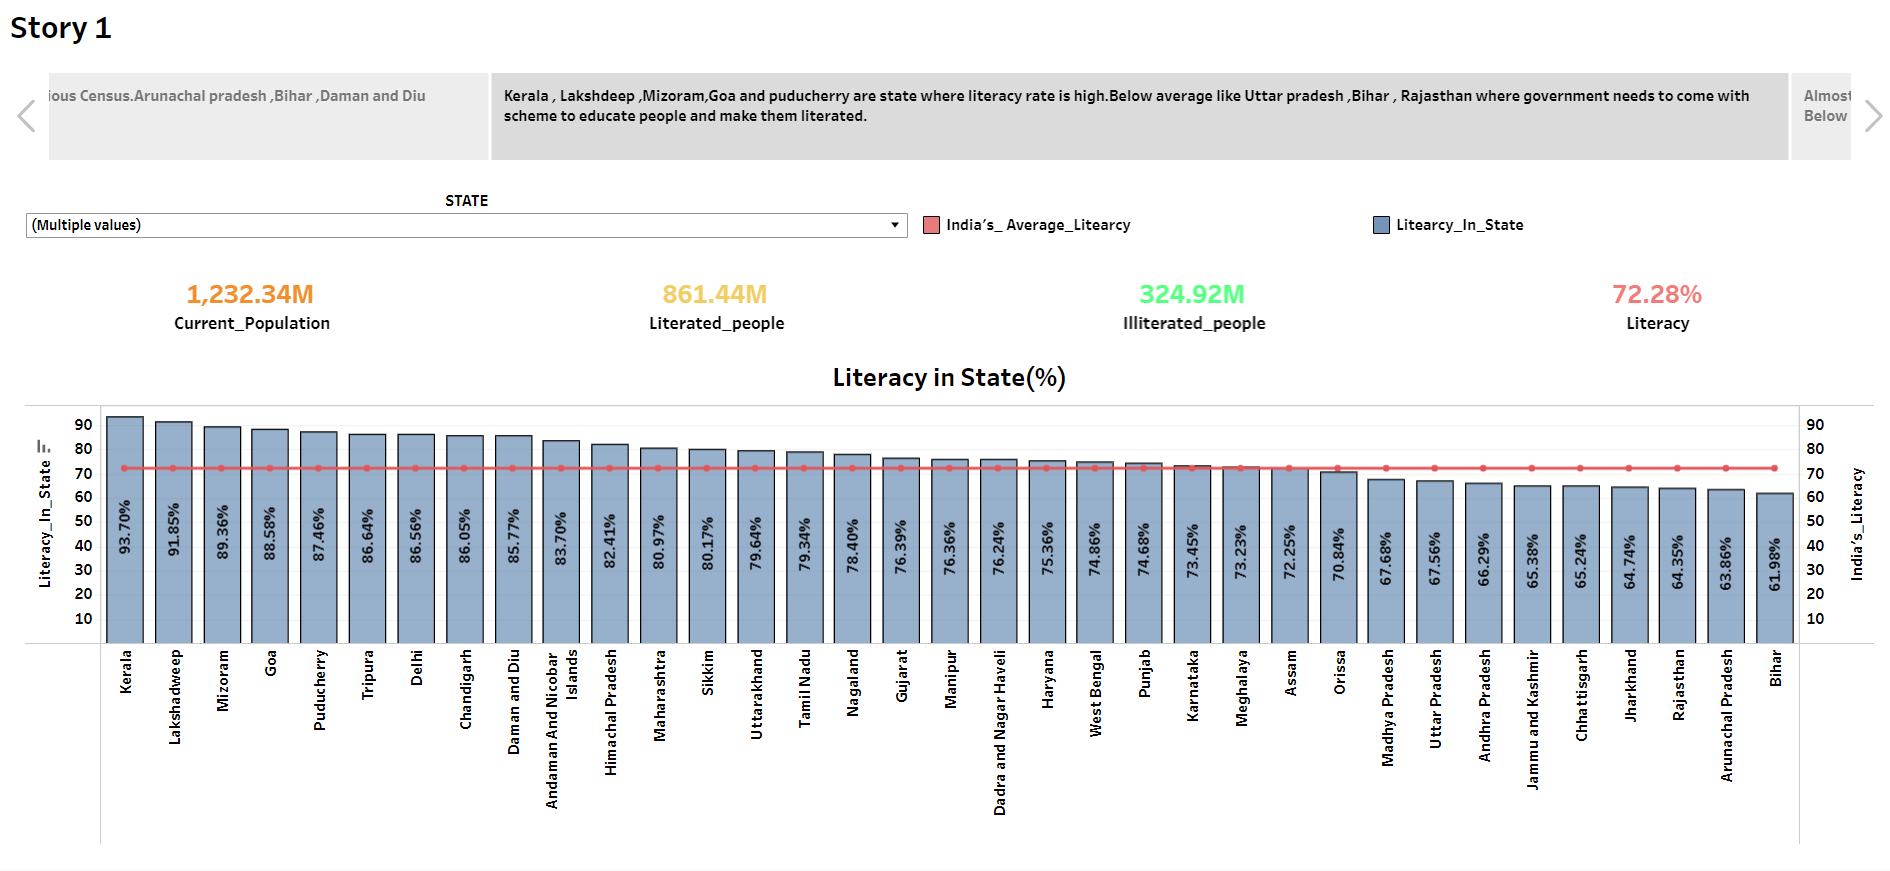 Story 1
ious Census.Arunachal pradesh ,Bihar ,Daman and Diu
Kerala , Lakshdeep ,Mizoram,Goa and puducherry are state where literacy rate is high.Below average like Uttar pradesh ,Bihar , Rajasthan where government needs to come with
scheme to educate people and make them literated.
Almost
Below
STATE
(Multiple values)
India's_ Average_Litearcy
Litearcy_In_State
1,232.34M
Current_Population
861.44M
Literated_people
324.92M
Illiterated_people
72.28%
Literacy
Literacy in State(%)
Literacy_In_State
90
80
70
60
50
40
30
20
10
93.70%
91.85%
89.36%
88.58%
87.46%
86.64%
86.56%
86.05%
85.77%
83.70%
82.41%
80.97%
80.17%
79.64%
79.34%
78.40%
76.39%
76.36%
76.24%
75.36%
74.86%
74.68%
73.45%
73.23%
72.25%
70.84%
67.68%
67.56%
66.29%
65.38%
65.24%
64.74%
64.35%
63.86%
61.98%
90
80
70
60
50
40
30
20
10
India's_Literacy
Kerala
Lakshadweep
Mizoram
Goa
Puducherry
Tripura
Delhi
Chandigarh
Daman and Diu
Andaman And Nicobar
Islands
Himachal Pradesh
Maharashtra
Sikkim
Uttarakhand
Tamil Nadu
Nagaland
Gujarat
Manipur
Dadra and Nagar Haveli
Haryana
West Bengal
Punjab
Karnataka
Meghalaya
Assam
Orissa
Madhya Pradesh
Uttar Pradesh
Andhra Pradesh
Jammu and Kashmir
Chhattisgarh
Jharkhand
Rajasthan
Arunachal Pradesh
Bihar